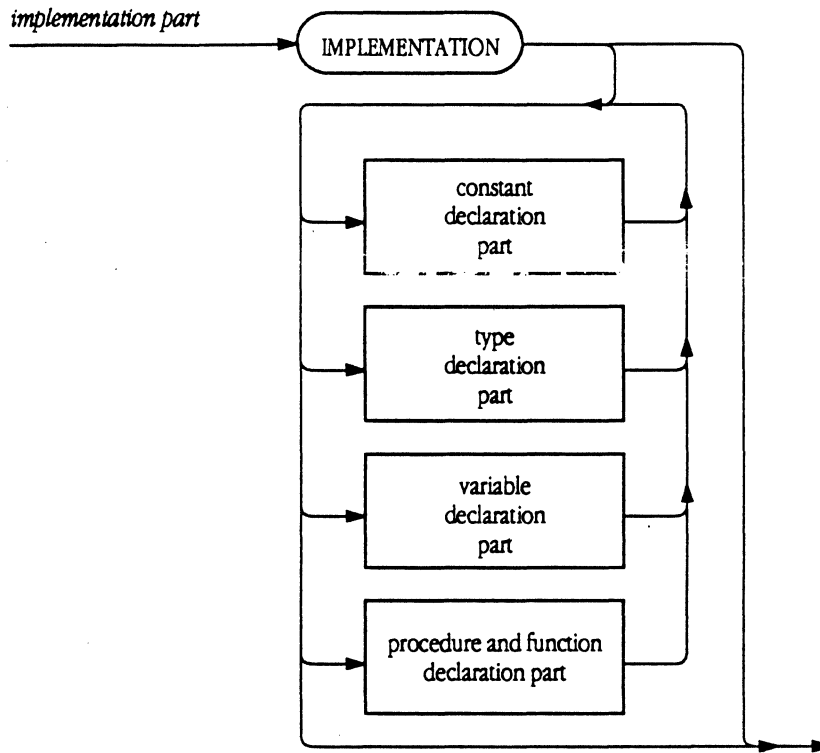 implementation part
IMPLEMENTATION
constant
declaration
part
type
declaration
part
variable
declaration
part
procedure and function
declaration part